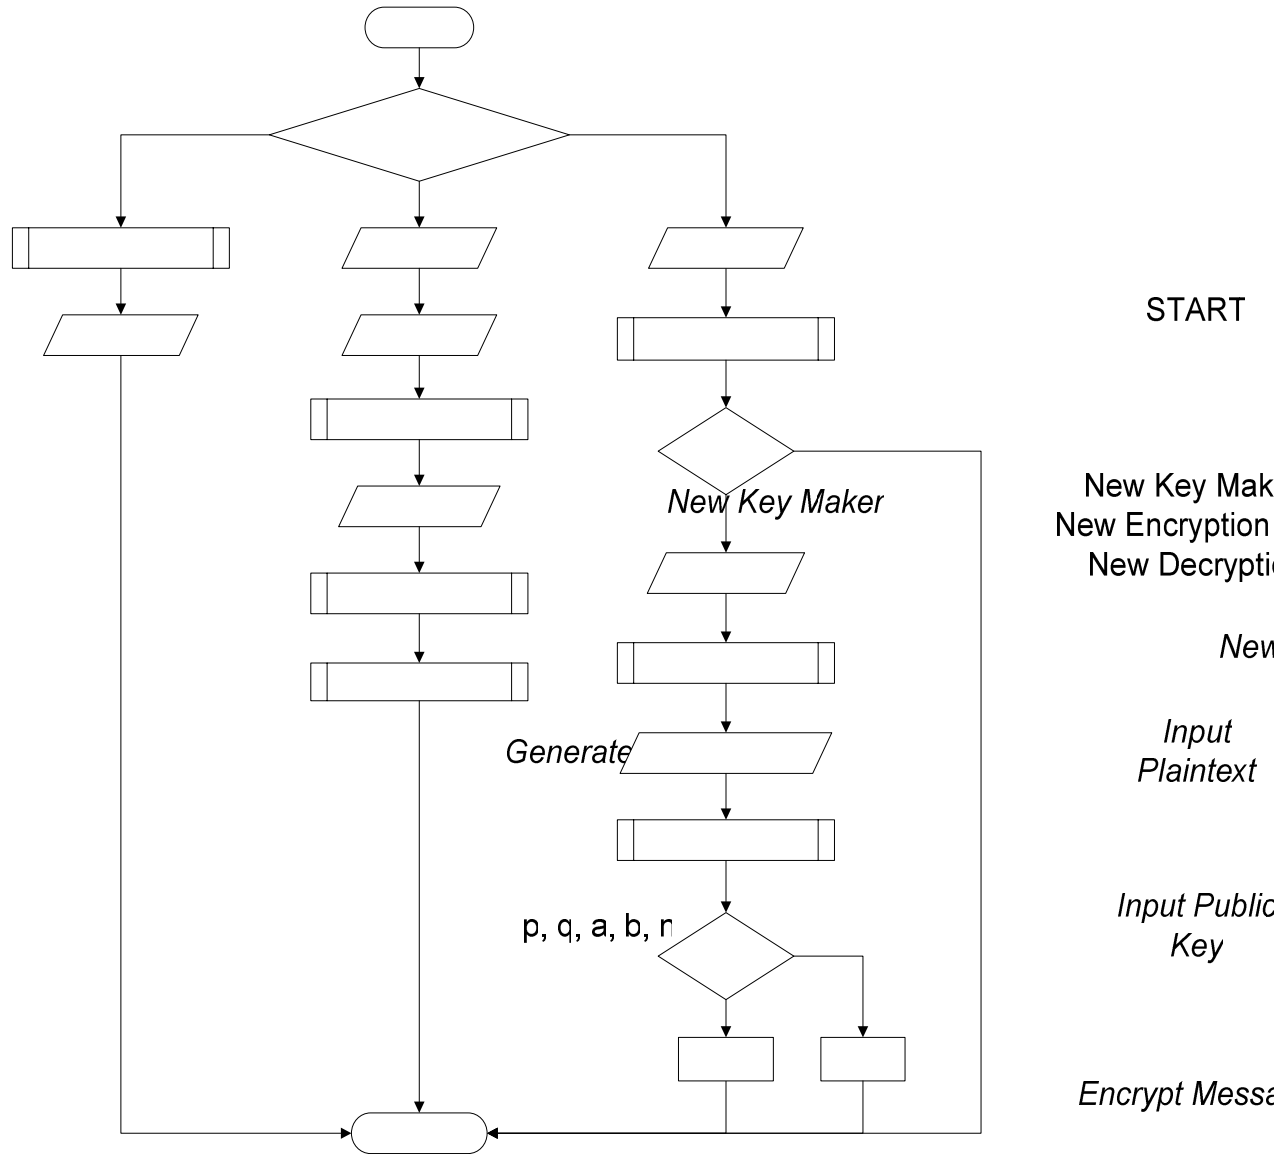 START
New Key Maker
New Key Mak
New Encryption
New Decrypti
New
Input
Plaintext
Generate
Input Public
Key
p, q, a, b,
Encrypt Messa